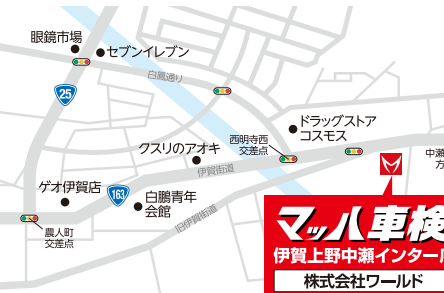 眼鏡市場
セブンイレブン
白鳳通り
25
ドラッグストア
コスモス
西明寺西
交差点
クスリのアオキ
伊賀街道
中瀬
方
ゲオ伊賀店
163
白鵬青年
会館
旧伊賀街道
農人町
交差点
マッハ車検
伊賀上野中瀬インター
株式会社ワールド